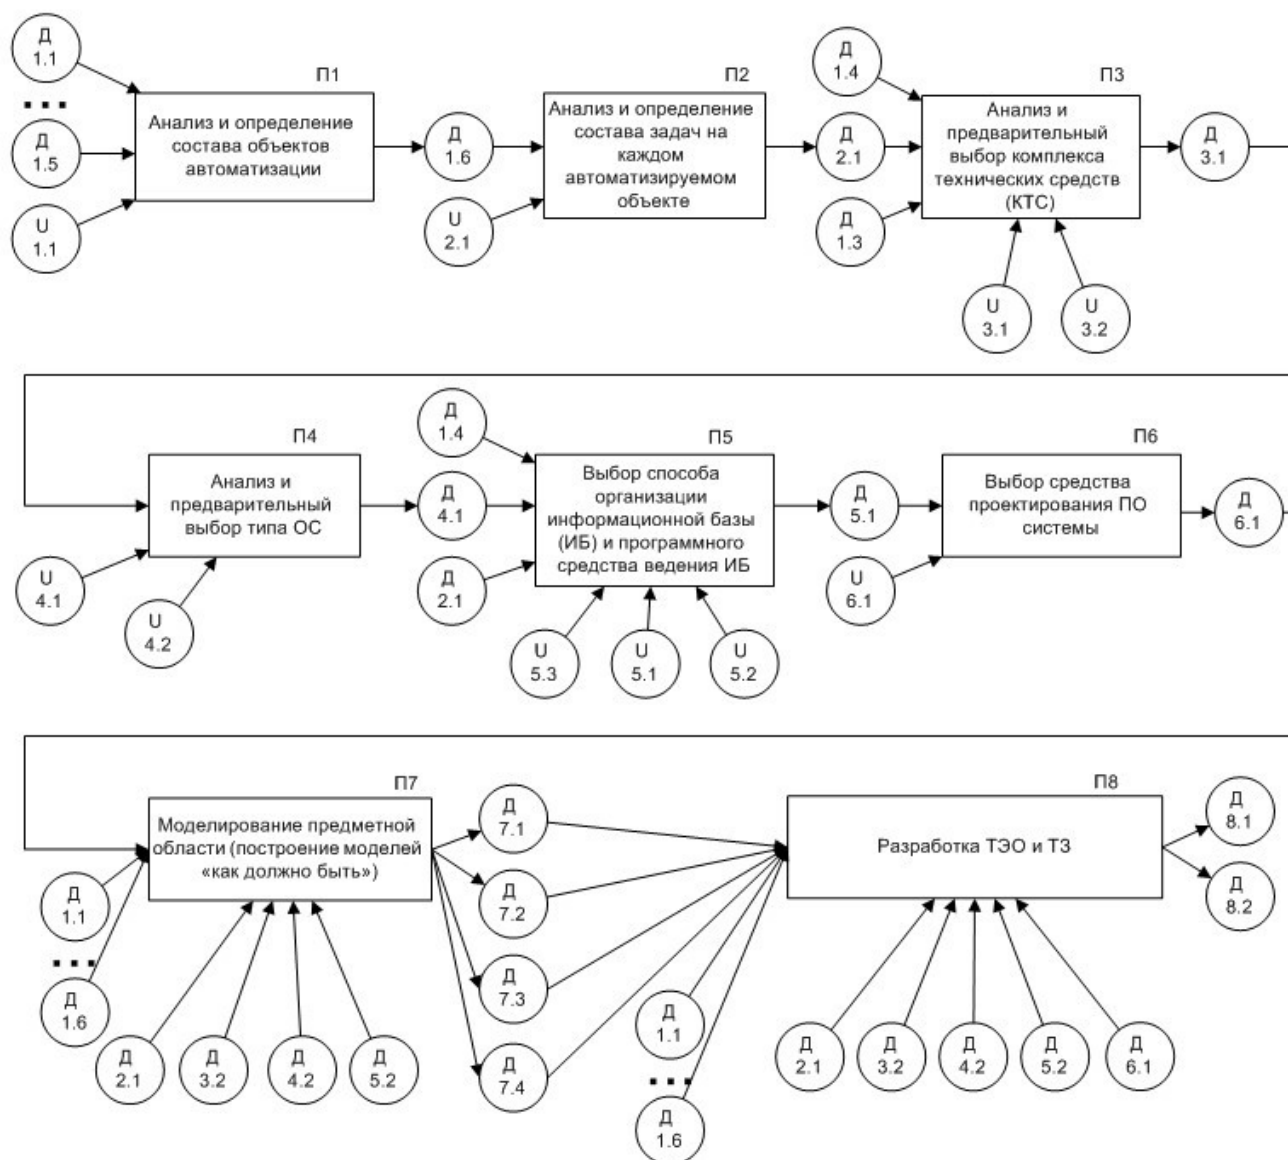 Д
1.1
...
Д
1.5
U
1.1
П1
Анализ и определение
состава объектов
автоматизации
Д
1.6
U
2.1
П2
Анализ и определение
состава задач на
каждом
автоматизируемом
объекте
Д
1.4
Д
2.1
Д
1.3
П3
Анализ и
предварительный
выбор комплекса
технических средств
(КТС)
U
3.1
U
3.2
Д
3.1
П4
Анализ и
предварительный
выбор типа ОС
U
4.1
U
4.2
Д
1.4
Д
4.1
Д
2.1
П5
Выбор способа
организации
информационной базы
(ИБ) и программного
средства ведения ИБ
U
5.3
U
5.1
U
5.2
Д
5.1
U
6.1
П6
Выбор средства
проектирования ПО
системы
Д
6.1
П7
Моделирование предметной
области (построение моделей
«как должно быть»)
Д
1.1
...
Д
1.6
Д
2.1
Д
3.2
Д
4.2
Д
5.2
Д
7.1
Д
7.2
Д
7.3
Д
7.4
Д
1.1
...
Д
1.6
П8
Разработка ТЭО и ТЗ
Д
2.1
Д
3.2
Д
4.2
Д
5.2
Д
6.1
Д
8.1
Д
8.2